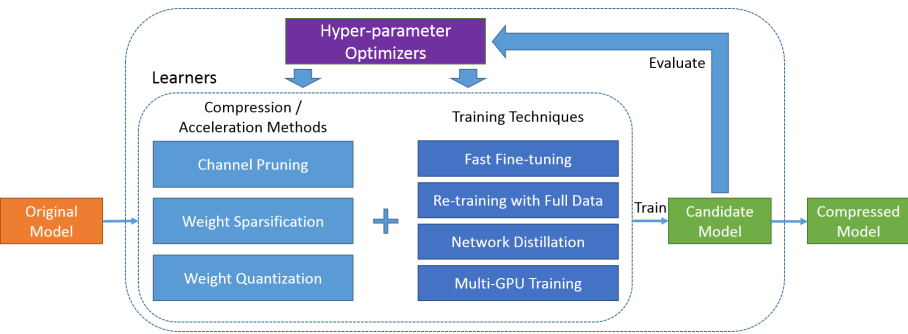 Hyper-parameter
Optimizers
Evaluate
Learners
Compression /
Acceleration Methods
Training Techniques
Channel Pruning
Fast Fine-tuning
Original
Model
Weight Sparsification
Re-training with Full Data
Train
Candidate
Model
Compressed
Model
Network Distillation
Weight Quantization
Multi-GPU Training